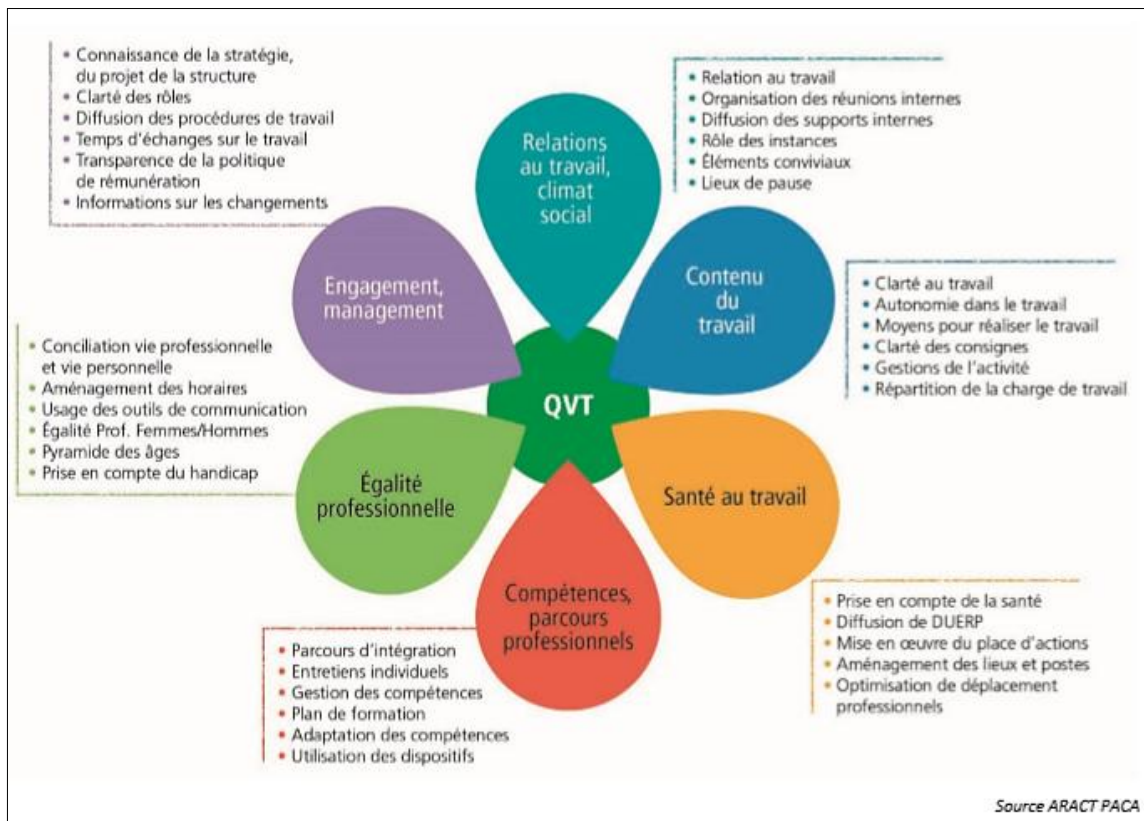 • Connaissance de la stratégie,
du projet de la structure
• Clarté des rôles
• Diffusion des procédures de travail
• Temps d'échanges sur le travail
• Transparence de la politique
de rémunération
• Informations sur les changements
Relations
au travail,
climat
social
• Relation au travail
• Organisation des réunions internes
• Diffusion des supports internes
• Rôle des instances
• Éléments conviviaux
• Lieux de pause
Engagement,
management
Contenu
du
travail
• Clarté au travail
• Autonomie dans le travail
• Moyens pour réaliser le travail
• Clarté des consignes
• Gestions de l'activité
• Répartition de la charge de travail
• Conciliation vie professionnelle
et vie personnelle
• Aménagement des horaires
• Usage des outils de communication
• Égalité Prof. Femmes/Hommes
• Pyramide des âges
• Prise en compte du handicap
QVT
Égalité
professionnelle
Santé au travail
• Prise en compte de la santé
• Diffusion de DUERP
• Mise en œuvre du place d'actions
• Aménagement des lieux et postes
• Optimisation de déplacement
professionnels
Compétences,
parcours
professionnels
• Parcours d'intégration
• Entretiens individuels
• Gestion des compétences
• Plan de formation
• Adaptation des compétences
• Utilisation des dispositifs
Source ARACT PACA